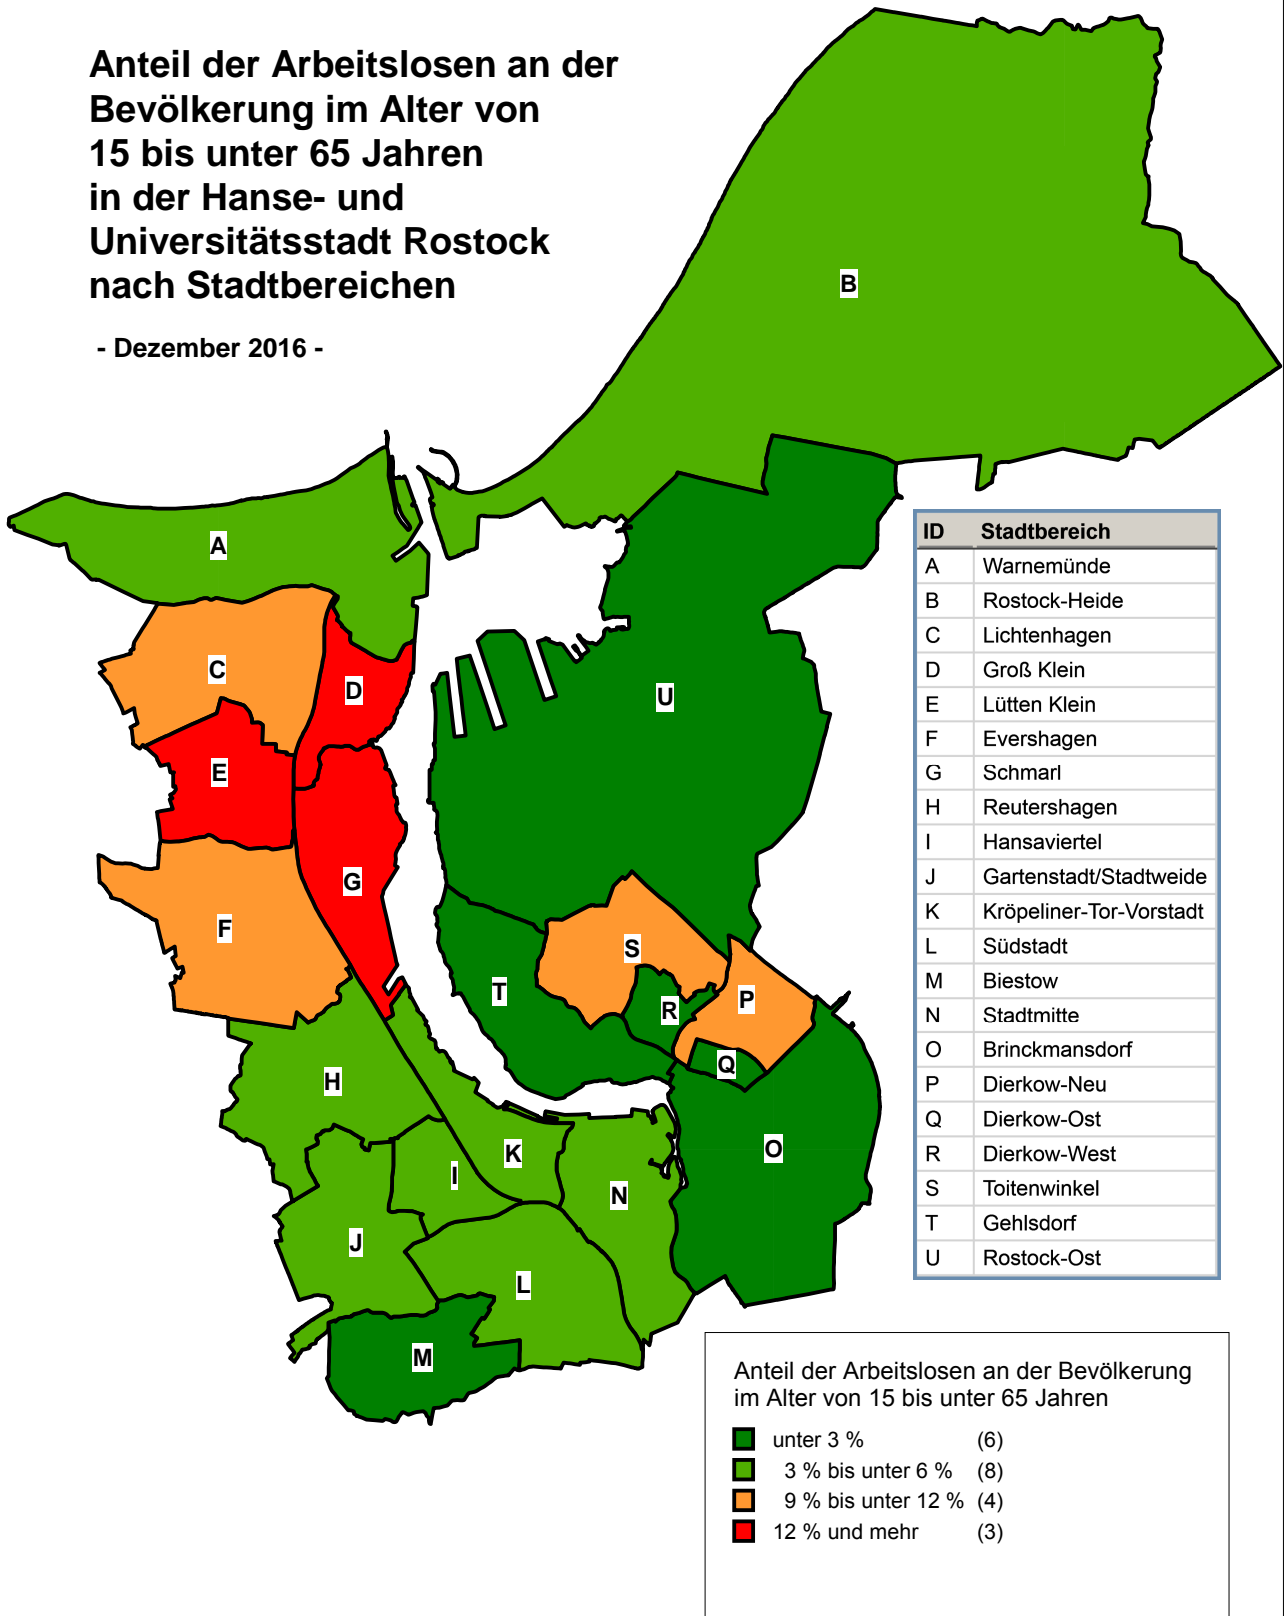 Anteil der Arbeitslosen an der
Bevölkerung im Alter von
15 bis unter 65 Jahren
in der Hanse- und
Universitätsstadt Rostock
nach Stadtbereichen
- Dezember 2016 -
B
A
C
D
U
E
G
F
S
T
R
P
Q
H
K
I
O
N
J
L
M
ID Stadtbereich
A Warnemünde
B Rostock-Heide
C Lichtenhagen
D Groß Klein
E Lütten Klein
F Evershagen
G Schmarl
H Reutershagen
I Hansaviertel
J Gartenstadt/Stadtweide
K Kröpeliner-Tor-Vorstadt
L Südstadt
M Biestow
N Stadtmitte
O Brinckmansdorf
P Dierkow-Neu
Q Dierkow-Ost
R Dierkow-West
S Toitenwinkel
T Gehlsdorf
U Rostock-Ost
Anteil der Arbeitslosen an der Bevölkerung
im Alter von 15 bis unter 65 Jahren
unter 3 % (6)
3 % bis unter 6 % (8)
9 % bis unter 12 % (4)
12 % und mehr (3)